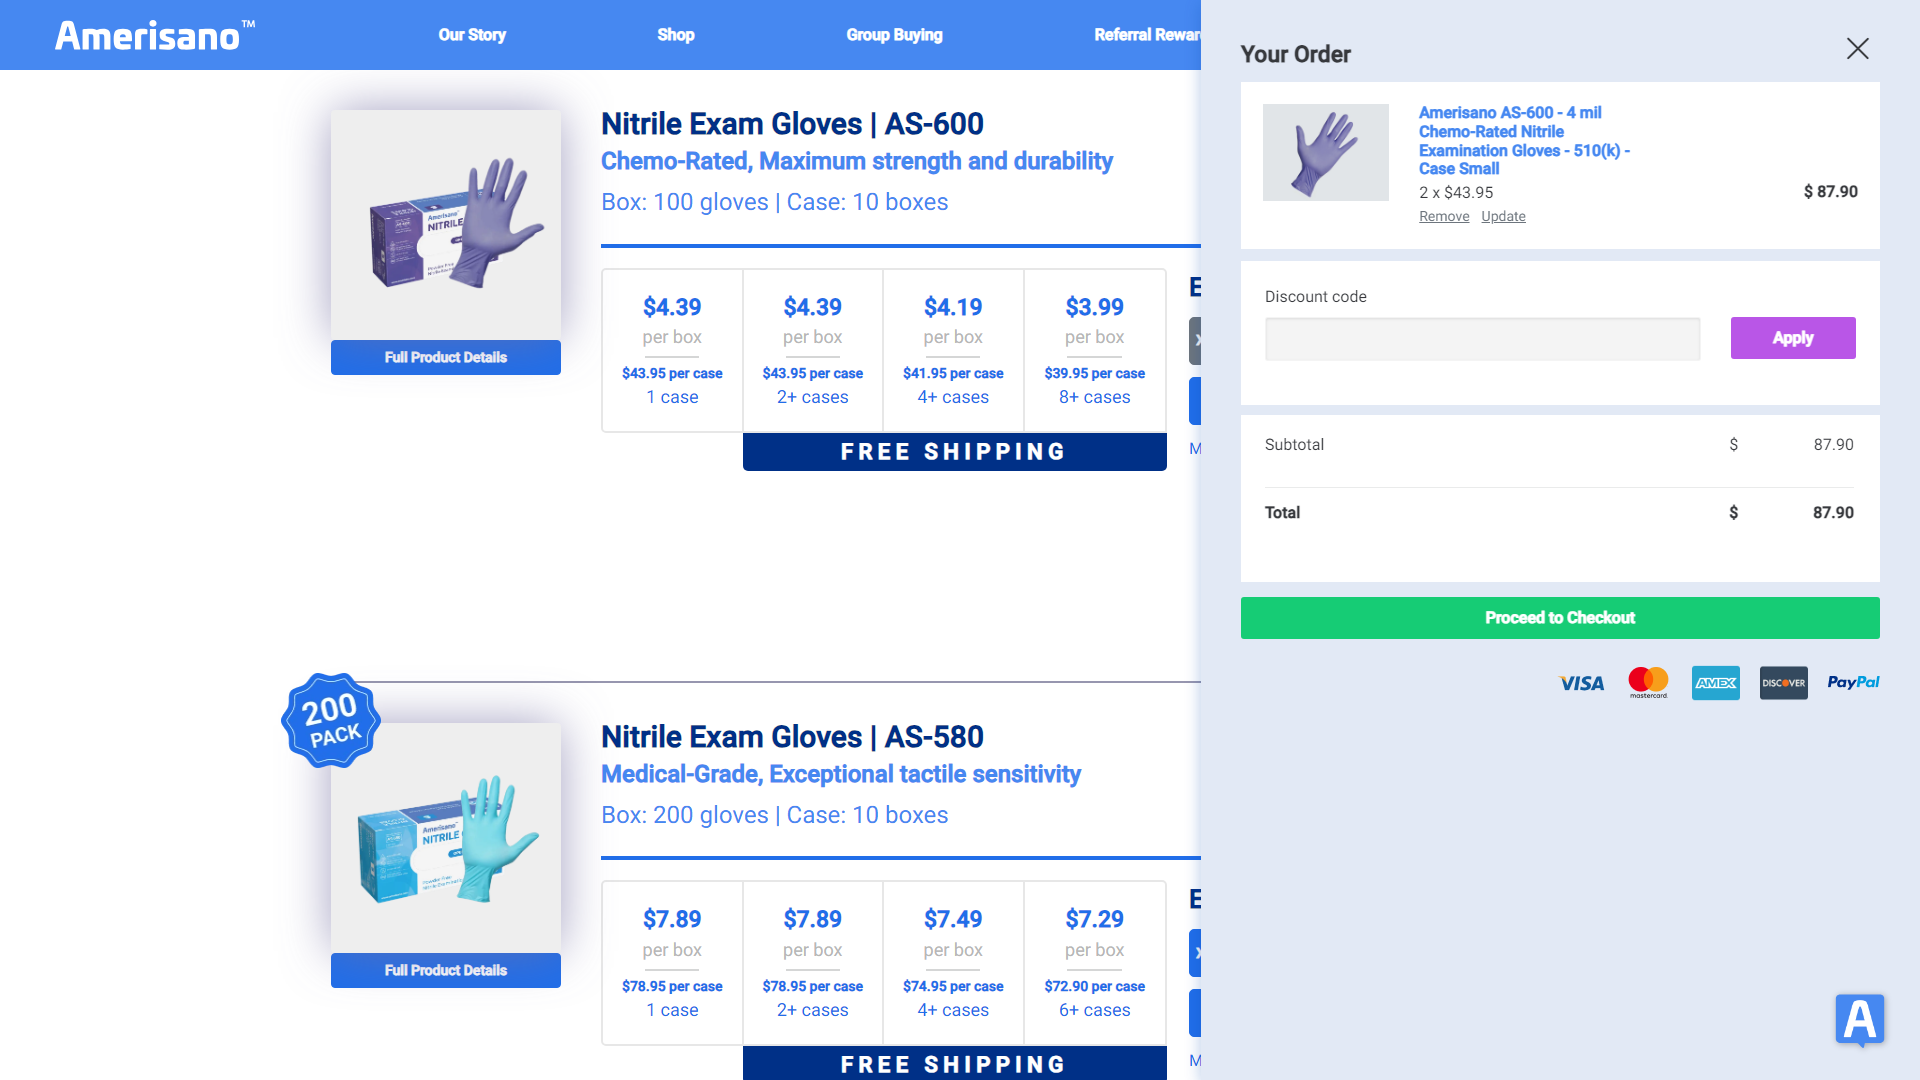 Amerisano™
Our Story
Shop
Group Buying
Referral
Nitrile Exam Gloves | AS-600
Chemo-Rated, Maximum strength and durability
Box: 100 gloves | Case: 10 boxes
Amerisano
NITRILE
Full Product Details
$4.39
per box
$43.95 per case
1 case
$4.39
per box
$43.95 per case
2+ cases
$4.19
per box
$41.95 per case
4+ cases
$3.99
per box
$39.95 per case
8+ cases
FREE SHIPPING
200
PACK
Nitrile Exam Gloves | AS-580
Medical-Grade, Exceptional tactile sensitivity
Box: 200 gloves | Case: 10 boxes
Amerisano
NITRILE
Full Product Details
$7.89
per box
$78.95 per case
1 case
$7.89
per box
$78.95 per case
2+ cases
$7.49
per box
$74.95 per case
4+ cases
$7.29
per box
$72.90 per case
6+ cases
FREE SHIPPING
Your Order
Amerisano AS-600 - 4 mil
Chemo-Rated Nitrile
Examination Gloves - 510(k) -
Case Small
2 x $43.95
$ 87.90
Remove Update
Discount code
Apply
Subtotal $ 87.90
Total $ 87.90
Proceed to Checkout
VISA
mastercard
AMEX
DISCOVER
PayPal
A